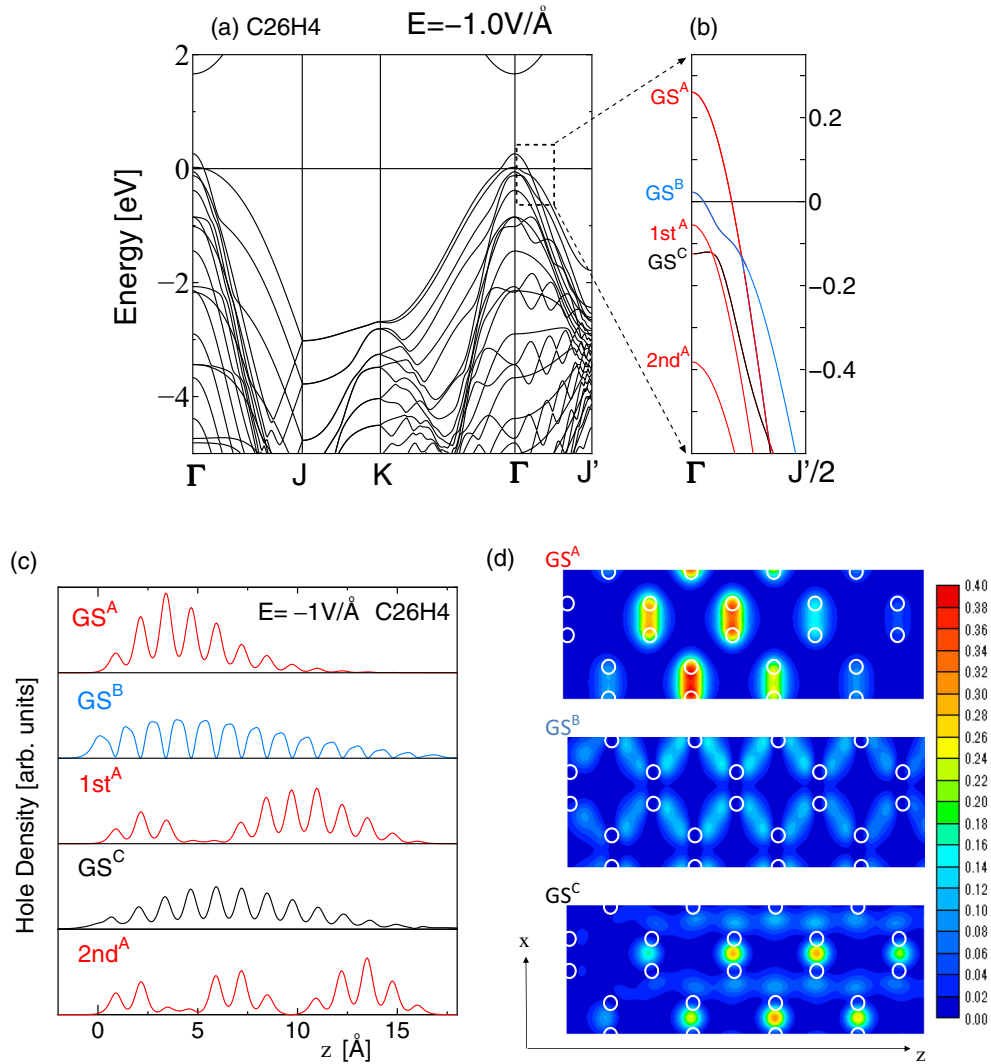 (a) C26H4 E=−1.0V/Å (b)
2
0
−2
−4
Energy [eV]
Γ J K Γ J'
GS^A
GS^B
1st^A
GS^C
2nd^A
0.2
0
−0.2
−0.4
Γ J'/2
(c)
E= −1V/Å C26H4
GS^A
GS^B
1st^A
GS^C
2nd^A
Hole Density [arb. units]
0 5 10 15
z [Å]
(d)
GS^A
GS^B
GS^C
x
z
0.40
0.38
0.36
0.34
0.32
0.30
0.28
0.26
0.24
0.22
0.20
0.18
0.16
0.14
0.12
0.10
0.08
0.06
0.04
0.02
0.00